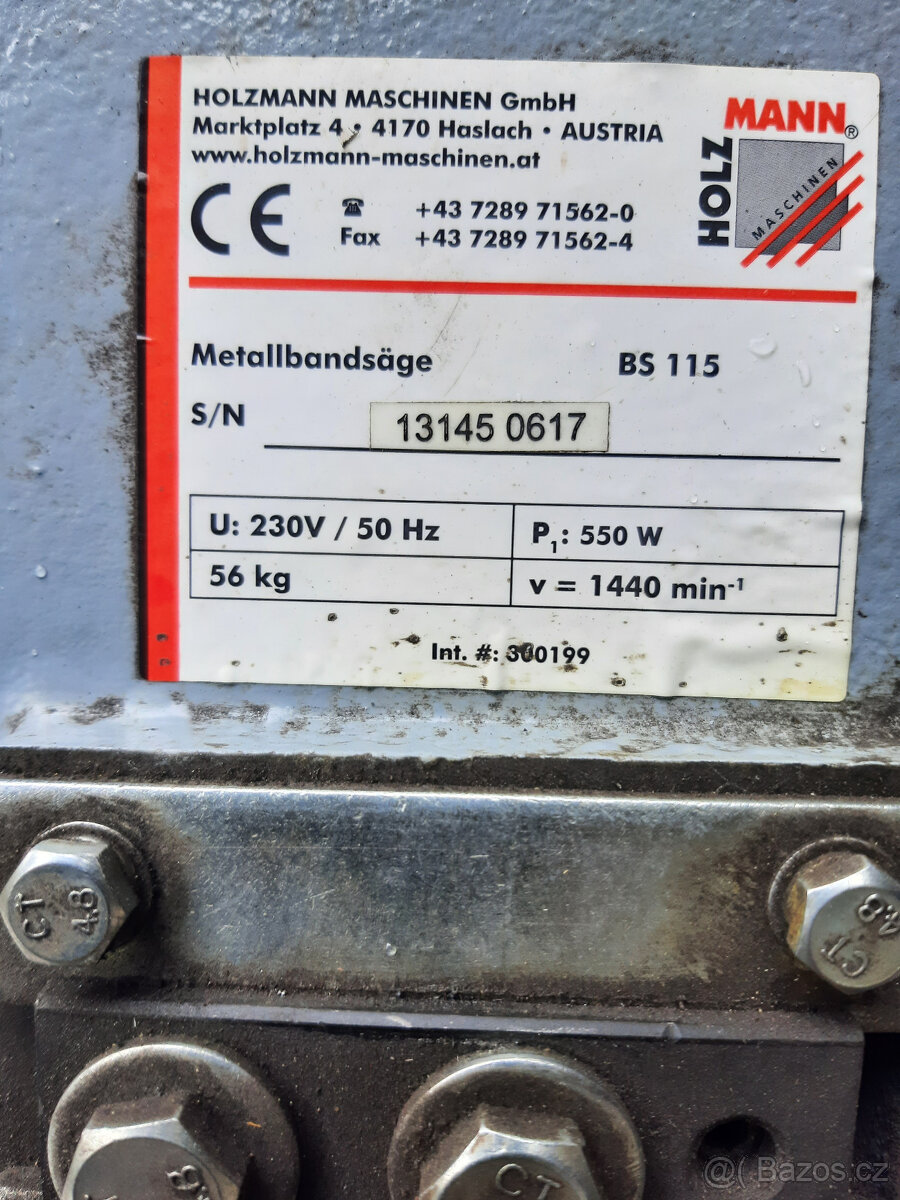 HOLZMANN MASCHINEN GmbH
Marktplatz 4 • 4170 Haslach • AUSTRIA
www.holzmann-maschinen.at
CE
+43 7289 71562-0
Fax +43 7289 71562-4
HOLZ MANN®
MASCHINEN
Metallbandsäge BS 115
S/N 13145 0617
U: 230V / 50 Hz P1: 550 W
56 kg v = 1440 min-1
Int. #: 300199
CT 4.8
CT 4.8
8
CT
Bazos.cz